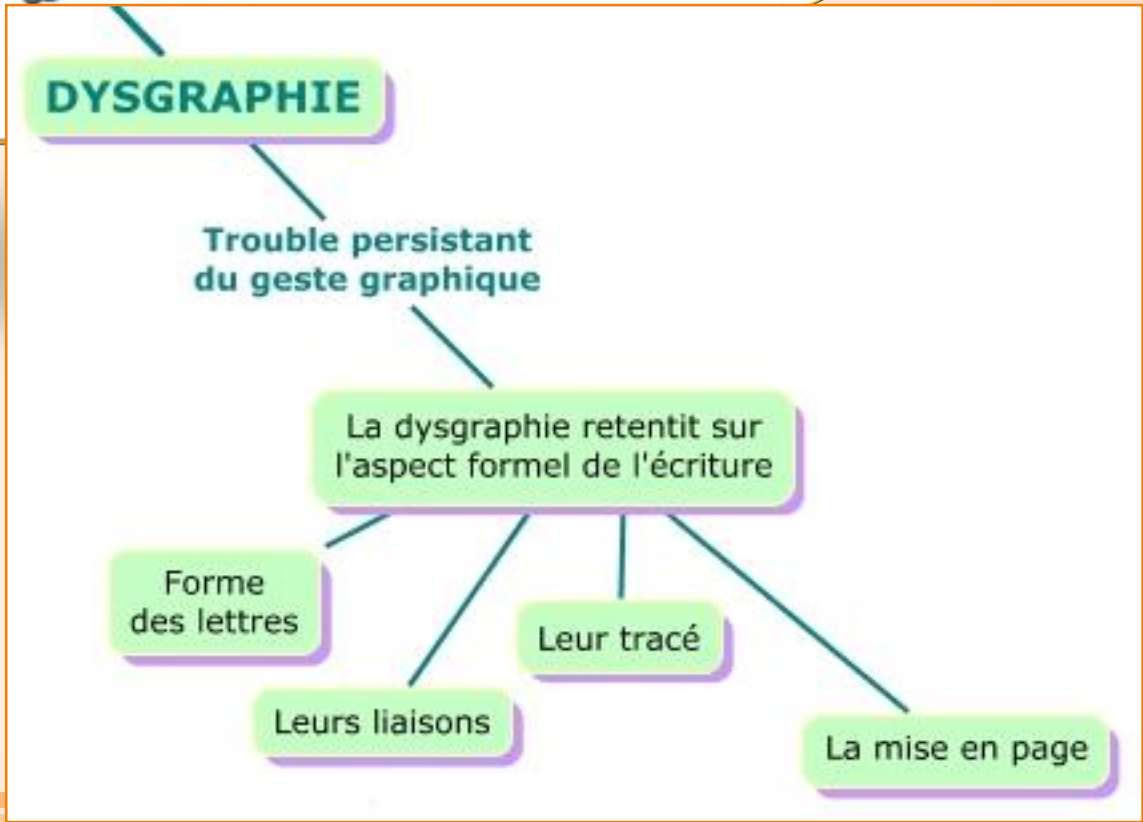 DYSGRAPHIE
Trouble persistant
du geste graphique
La dysgraphie retentit sur
l'aspect formel de l'écriture
Forme
des lettres
Leur tracé
Leurs liaisons
La mise en page